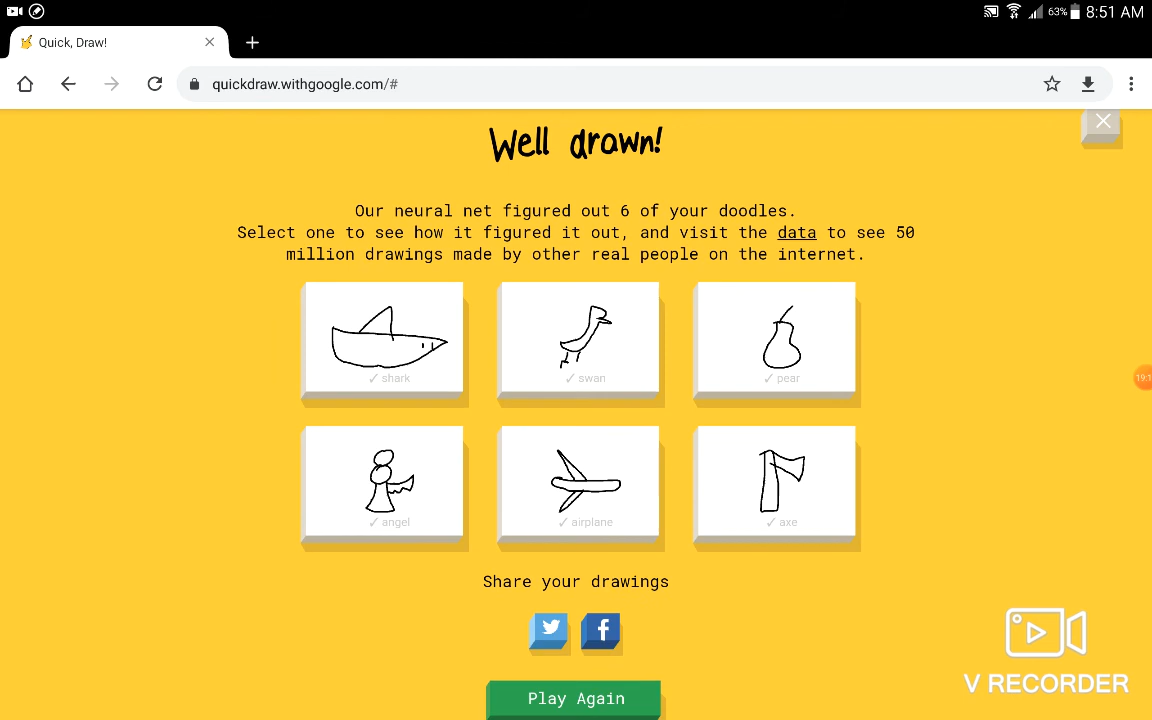 63% 8:51 AM
Quick, Draw!
quickdraw.withgoogle.com/#
Well drawn!
Our neural net figured out 6 of your doodles.
Select one to see how it figured it out, and visit the data to see 50
million drawings made by other real people on the internet.
✓ shark ✓ swan ✓ pear
✓ angel ✓ airplane ✓ axe
Share your drawings
Play Again
V RECORDER